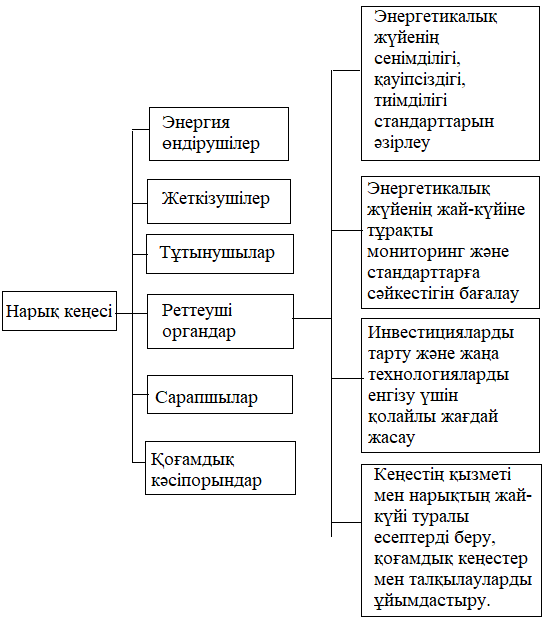 Нарық кеңесі
Энергия
өндірушілер
Жеткізушілер
Тұтынушылар
Реттеуші
органдар
Сарапшылар
Қоғамдық
кәсіпорындар
Энергетикалық
жүйенің
сенімділігі,
қауіпсіздігі,
тиімділігі
стандарттарын
әзірлеу
Энергетикалық
жүйенің жай-күйіне
тұрақты
мониторинг және
стандарттарға
сәйкестігін бағалау
Инвестицияларды
тарту және жаңа
технологияларды
енгізу үшін
қолайлы жағдай
жасау
Кеңестің қызметі
мен нарықтың жай-
күйі туралы
есептерді беру,
қоғамдық кеңестер
мен талқылауларды
ұйымдастыру.